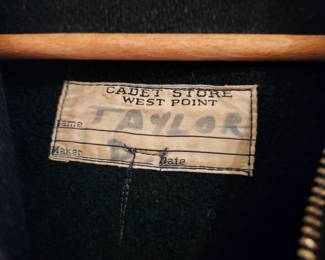 CADET STORE
WEST POINT
Name TAYLOR
Maker Date